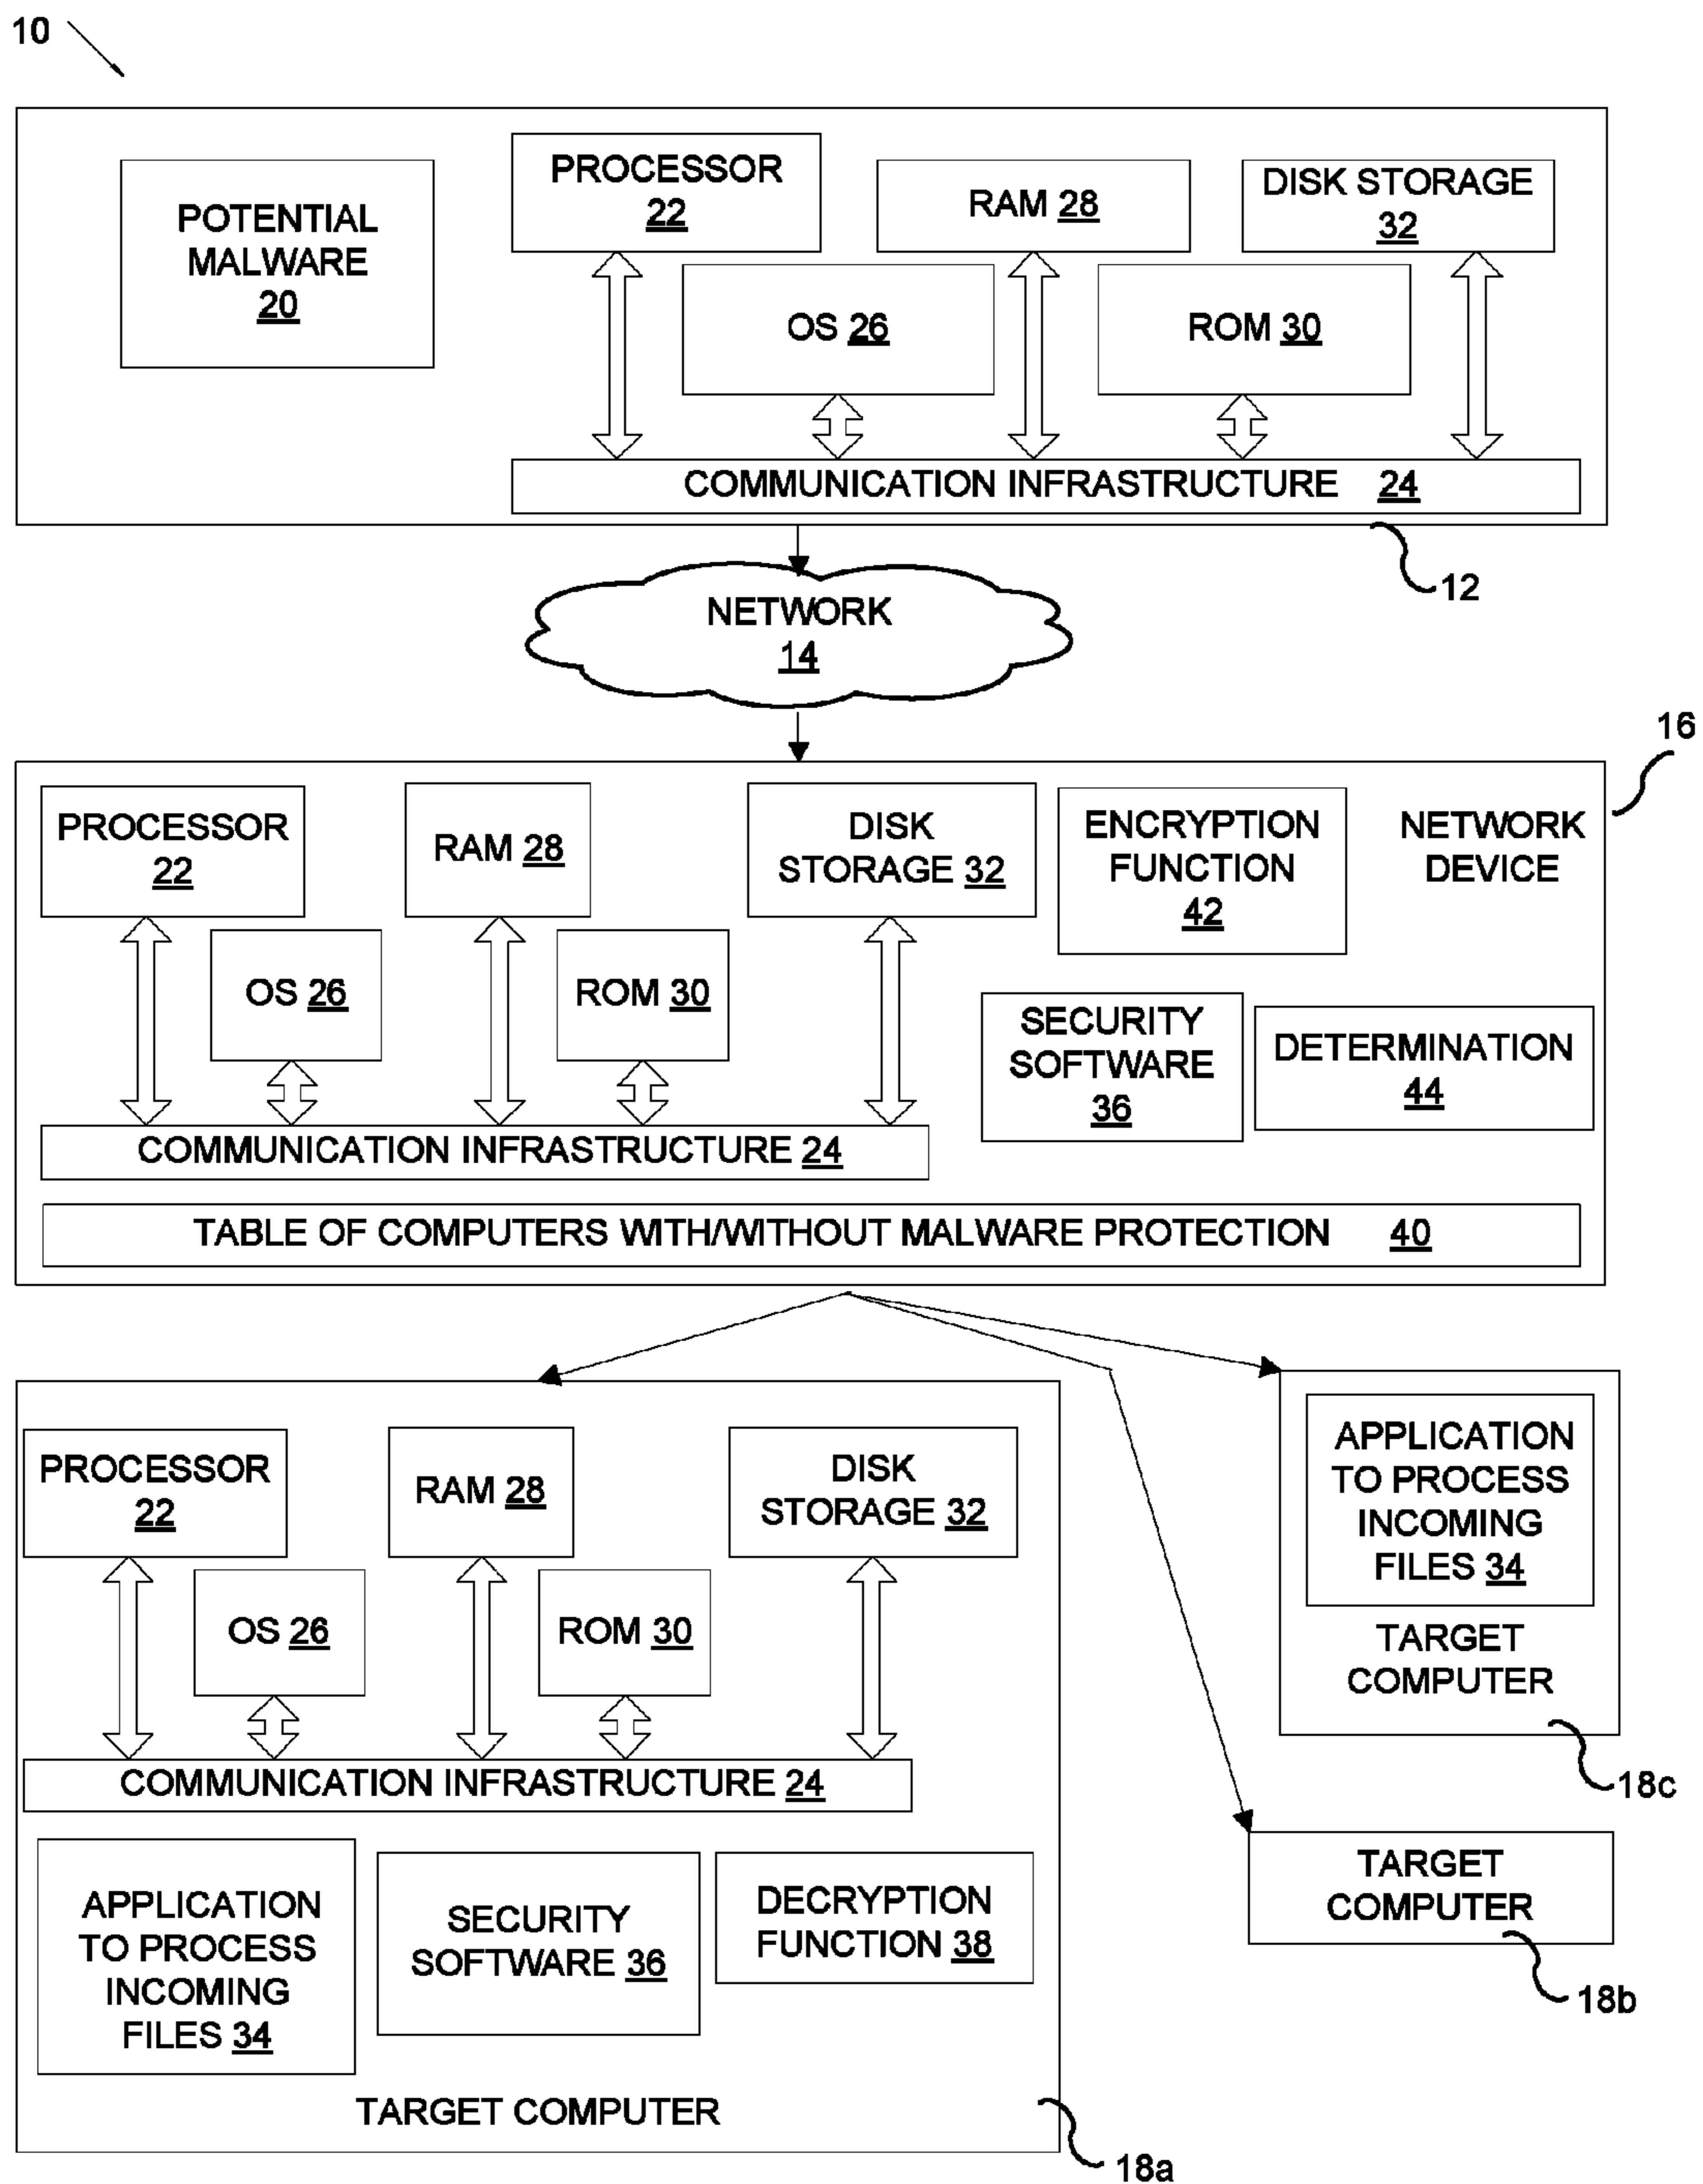 10
POTENTIAL
MALWARE
20
PROCESSOR
22
RAM 28
DISK STORAGE
32
OS 26
ROM 30
COMMUNICATION INFRASTRUCTURE 24
12
NETWORK
14
16
PROCESSOR
22
RAM 28
DISK
STORAGE 32
ENCRYPTION
FUNCTION
42
NETWORK
DEVICE
OS 26
ROM 30
SECURITY
SOFTWARE
36
DETERMINATION
44
COMMUNICATION INFRASTRUCTURE 24
TABLE OF COMPUTERS WITH/WITHOUT MALWARE PROTECTION 40
PROCESSOR
22
RAM 28
DISK
STORAGE 32
OS 26
ROM 30
COMMUNICATION INFRASTRUCTURE 24
APPLICATION
TO PROCESS
INCOMING
FILES 34
SECURITY
SOFTWARE 36
DECRYPTION
FUNCTION 38
TARGET COMPUTER
18a
APPLICATION
TO PROCESS
INCOMING
FILES 34
TARGET
COMPUTER
18c
TARGET
COMPUTER
18b